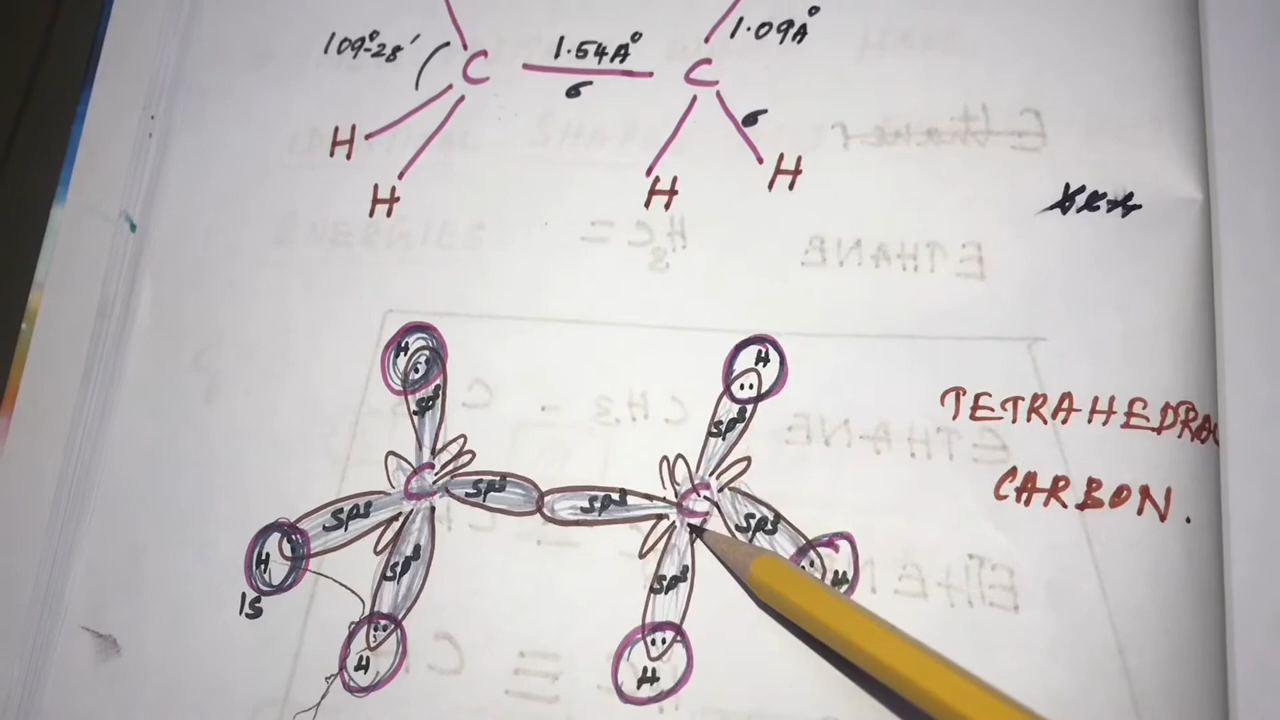 109°-28'
C
1.54A°
σ
C
1.09A°
H
H
H
σ
H
H
sp³
H
sp³
C
sp³
sp³
C
TETRAHEDRAL
CARBON.
H
1S
sp³
sp³
sp³
sp³
H
H
H